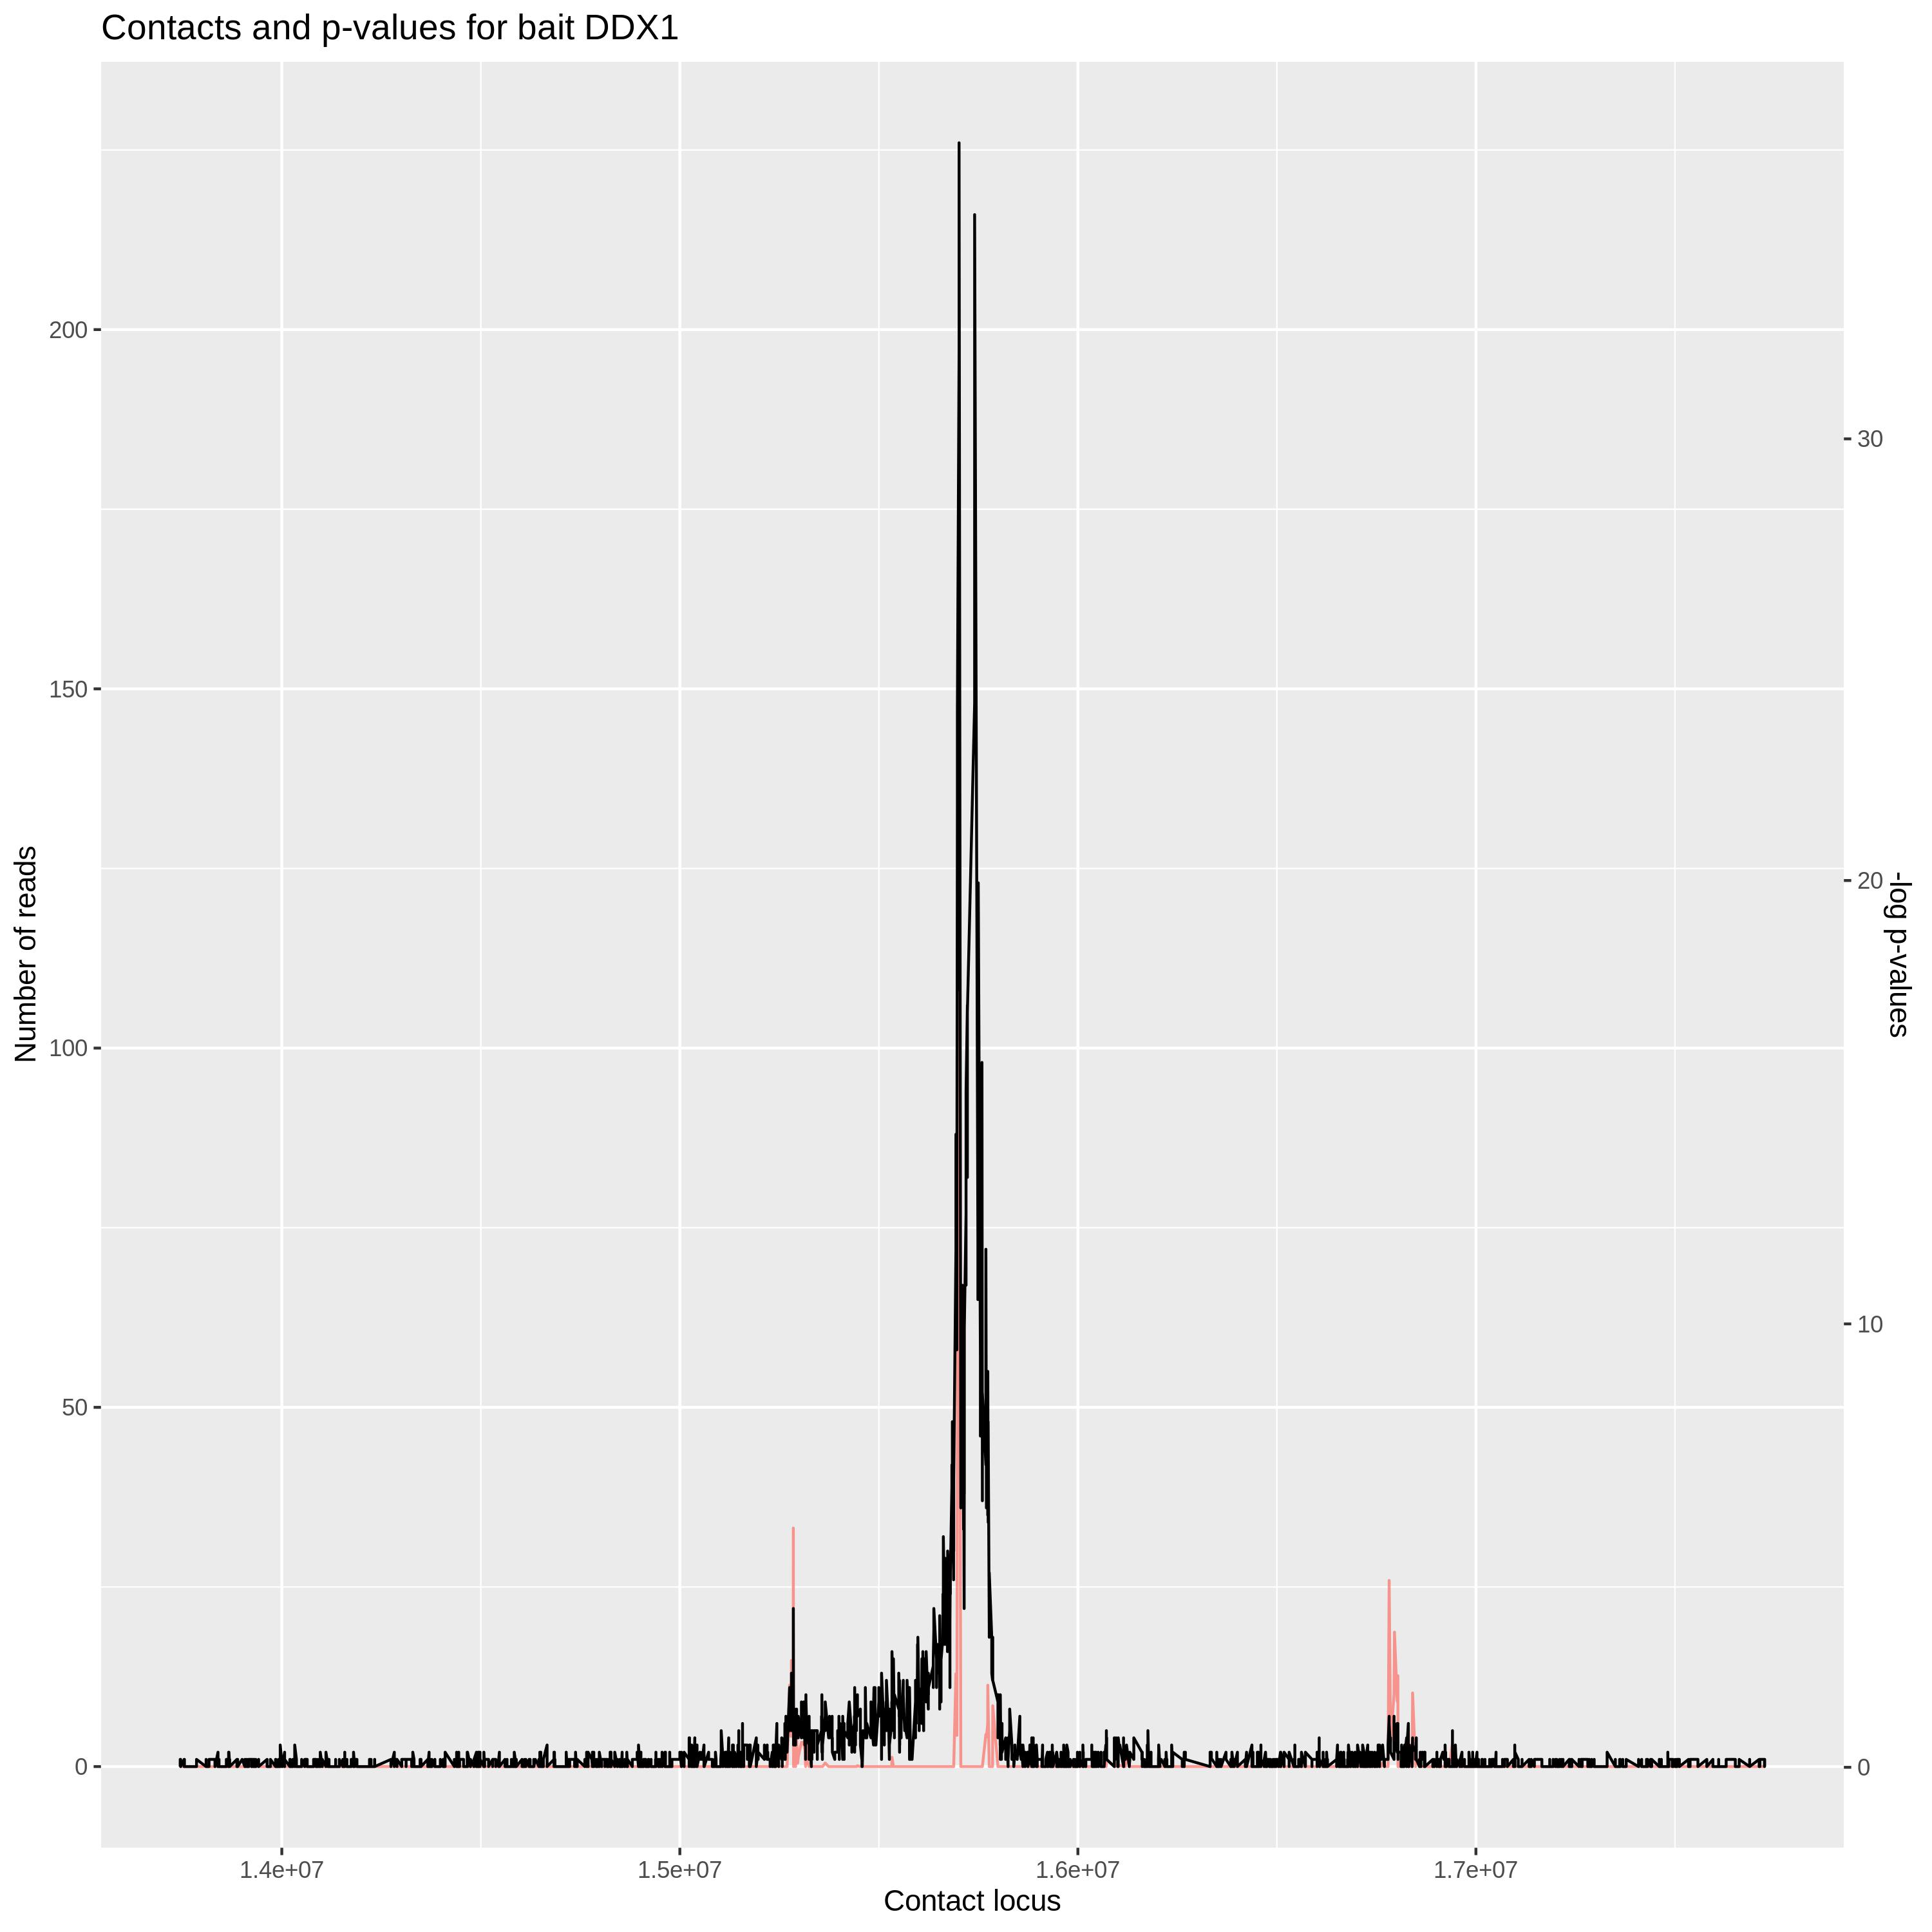 Contacts and p-values for bait DDX1
Number of reads
200
150
100
50
0
30
20
10
0
-log p-values
1.4e+07
1.5e+07
1.6e+07
1.7e+07
Contact locus